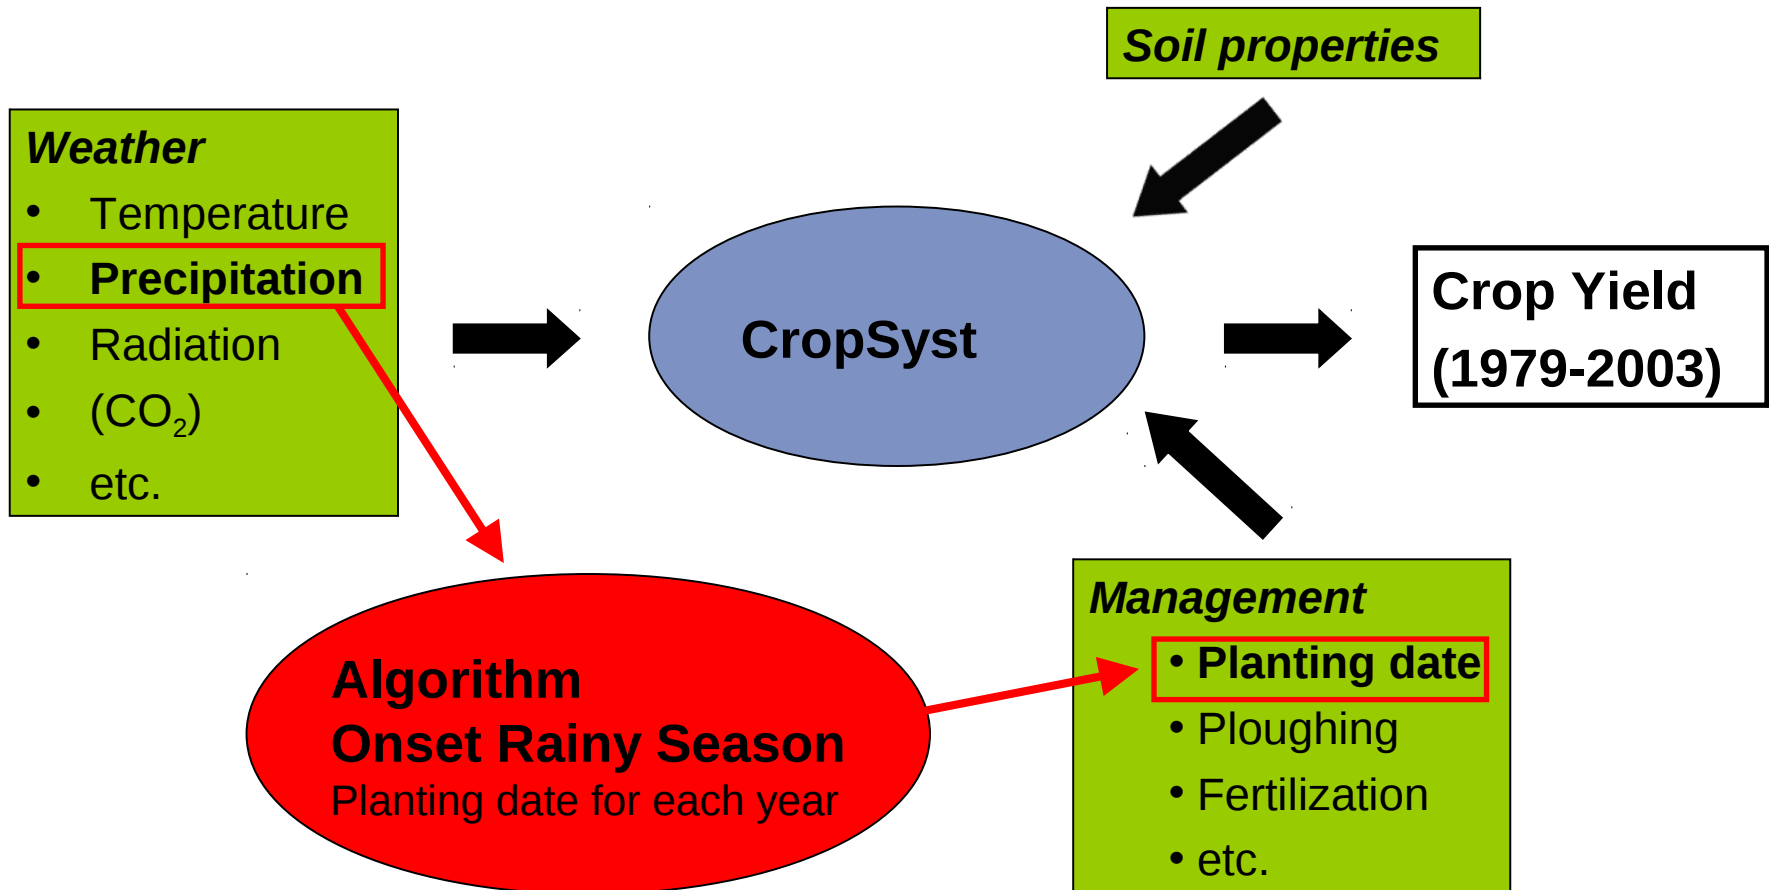 Soil properties
Weather
• Temperature
• Precipitation
• Radiation
• (CO₂)
• etc.
CropSyst
Crop Yield
(1979-2003)
Algorithm
Onset Rainy Season
Planting date for each year
Management
• Planting date
• Ploughing
• Fertilization
• etc.